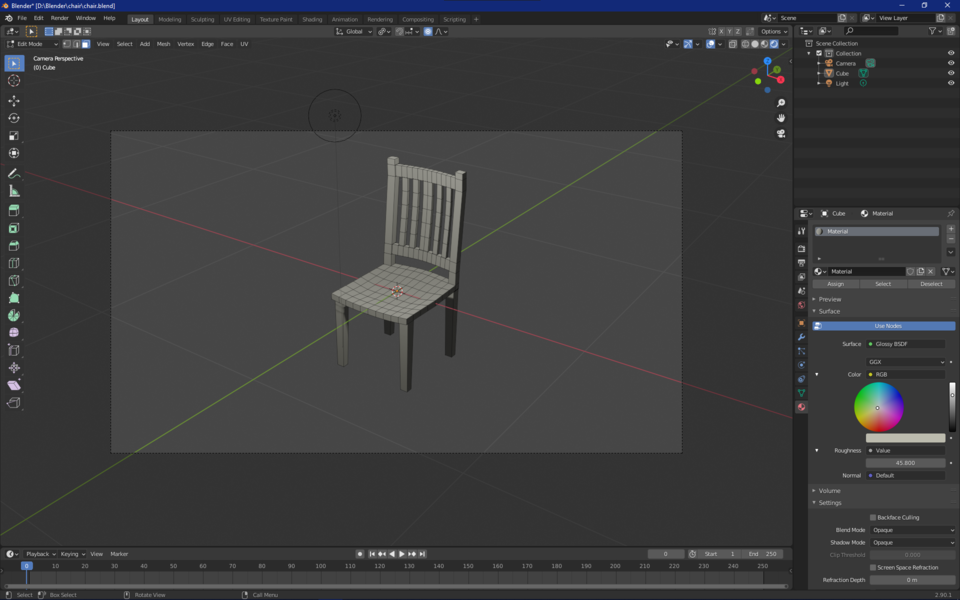 Blender* [D:\Blender\chair\chair.blend]
File Edit Render Window Help Layout Modeling Sculpting UV Editing Texture Paint Shading Animation Rendering Compositing Scripting + Scene View Layer
Global X Y Z Options
Edit Mode View Select Add Mesh Vertex Edge Face UV
Camera Perspective
(0) Cube
Scene Collection
Collection
Camera
Cube
Light
Cube Material
Material
Material
Assign Select Deselect
Preview
Surface
Use Nodes
Surface Glossy BSDF
GGX
Color RGB
Roughness Value
45.800
Normal Default
Volume
Settings
Backface Culling
Blend Mode Opaque
Shadow Mode Opaque
Clip Threshold 0.000
Screen Space Refraction
Refraction Depth 0 m
Playback Keying View Marker 0 Start 1 End 250
0 10 20 30 40 50 60 70 80 90 100 110 120 130 140 150 160 170 180 190 200 210 220 230 240 250
Select Box Select Rotate View Call Menu 2.90.1